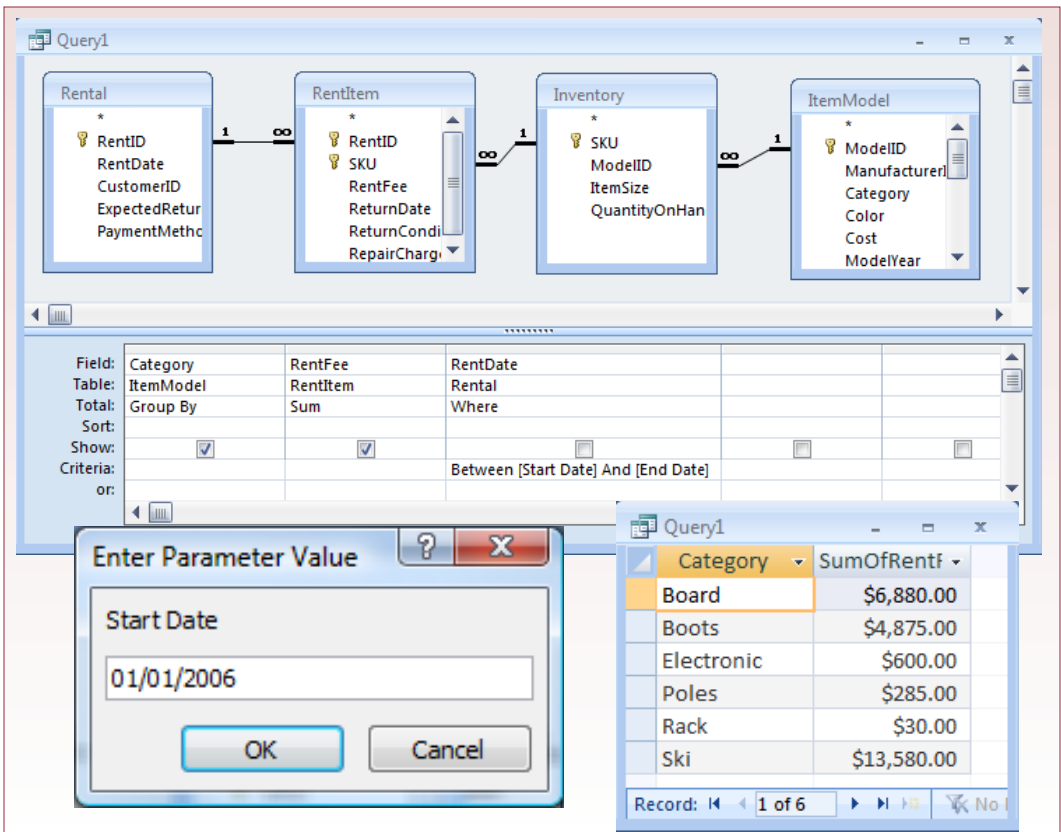 Query1
Rental
*
RentID
RentDate
CustomerID
ExpectedRetur
PaymentMetho
1
∞
RentItem
*
RentID
SKU
RentFee
ReturnDate
ReturnCondi
RepairCharg
∞
1
Inventory
*
SKU
ModelID
ItemSize
QuantityOnHan
∞
1
ItemModel
*
ModelID
ManufacturerI
Category
Color
Cost
ModelYear
Field: Category RentFee RentDate
Table: ItemModel RentItem Rental
Total: Group By Sum Where
Sort:
Show:
Criteria: Between [Start Date] And [End Date]
or:
Enter Parameter Value
Start Date
01/01/2006
OK Cancel
Query1
Category SumOfRentF
Board $6,880.00
Boots $4,875.00
Electronic $600.00
Poles $285.00
Rack $30.00
Ski $13,580.00
Record: 1 of 6 No